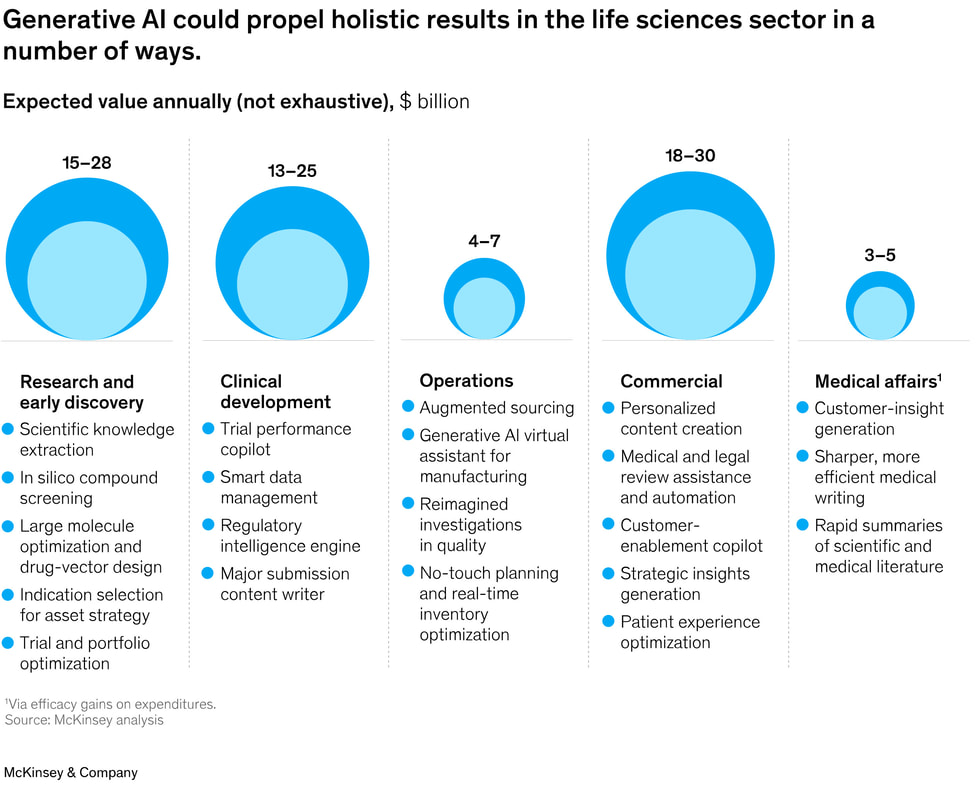 Generative AI could propel holistic results in the life sciences sector in a
number of ways.
Expected value annually (not exhaustive), $ billion
15–28
13–25
4–7
18–30
3–5
Research and
early discovery
Scientific knowledge
extraction
In silico compound
screening
Large molecule
optimization and
drug-vector design
Indication selection
for asset strategy
Trial and portfolio
optimization
Clinical
development
Trial performance
copilot
Smart data
management
Regulatory
intelligence engine
Major submission
content writer
Operations
Augmented sourcing
Generative AI virtual
assistant for
manufacturing
Reimagined
investigations
in quality
No-touch planning
and real-time
inventory
optimization
Commercial
Personalized
content creation
Medical and legal
review assistance
and automation
Customer-
enablement copilot
Strategic insights
generation
Patient experience
optimization
Medical affairs¹
Customer-insight
generation
Sharper, more
efficient medical
writing
Rapid summaries
of scientific and
medical literature
¹Via efficacy gains on expenditures.
Source: McKinsey analysis
McKinsey & Company